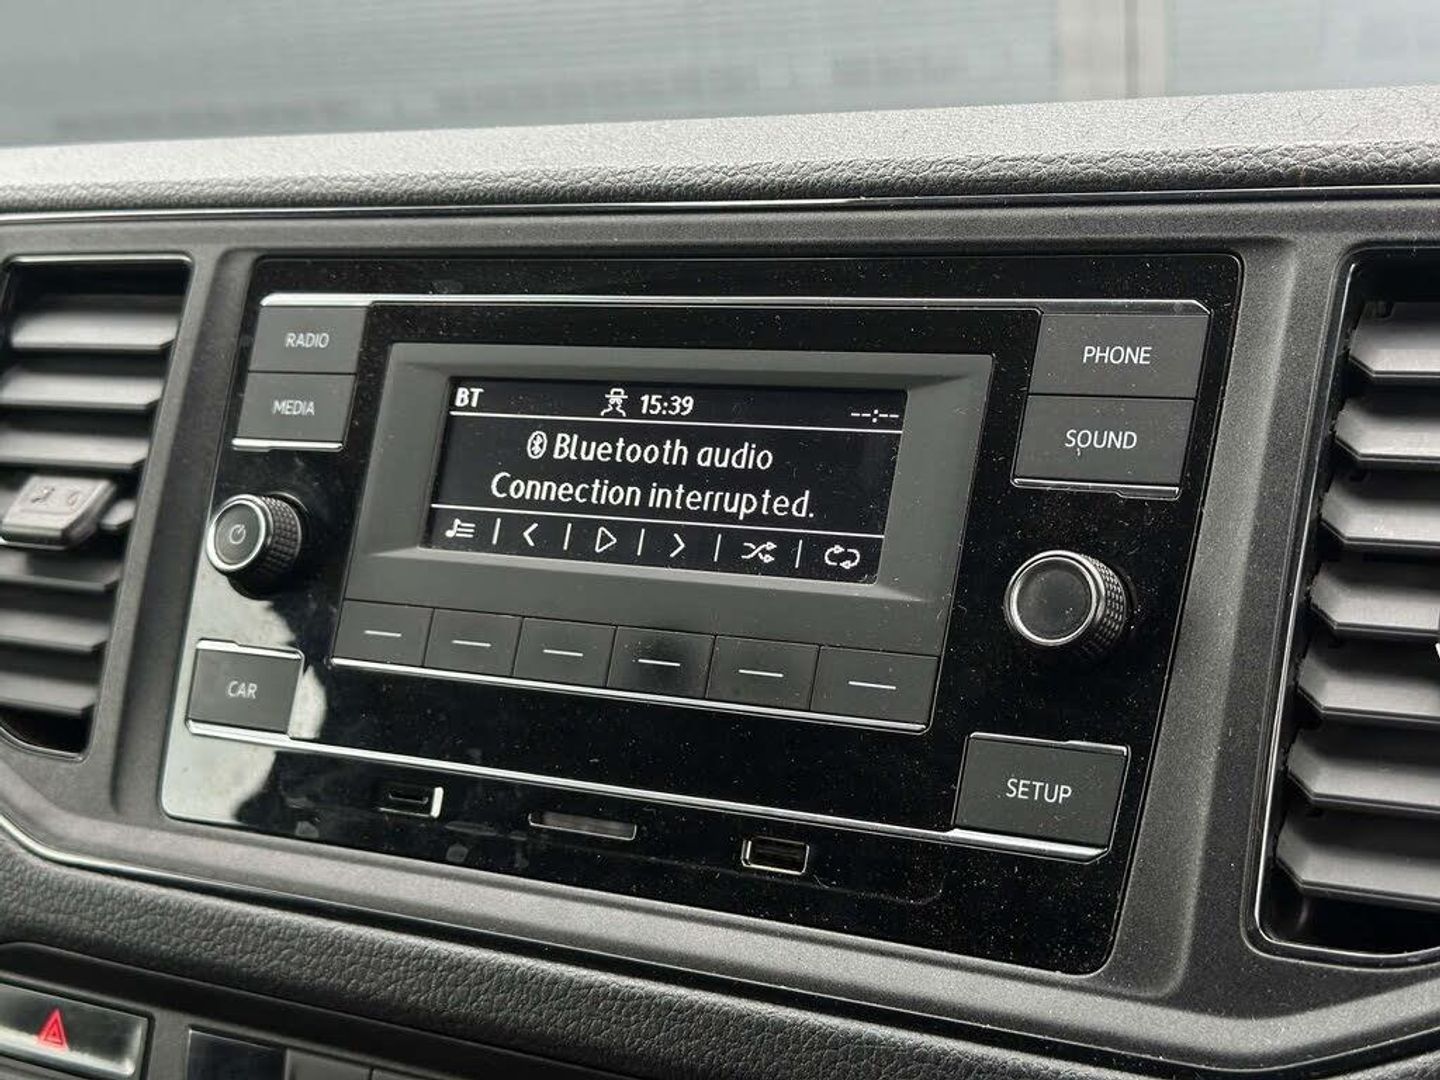 RADIO
MEDIA
BT 15:39 --:--
Bluetooth audio
Connection interrupted.
PHONE
SOUND
CAR
SETUP